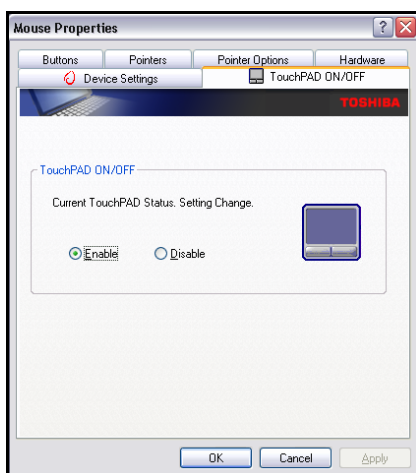 Mouse Properties
Buttons Pointers Pointer Options Hardware
Device Settings TouchPAD ON/OFF
TOSHIBA
TouchPAD ON/OFF
Current TouchPAD Status. Setting Change.
Enable Disable
OK Cancel Apply